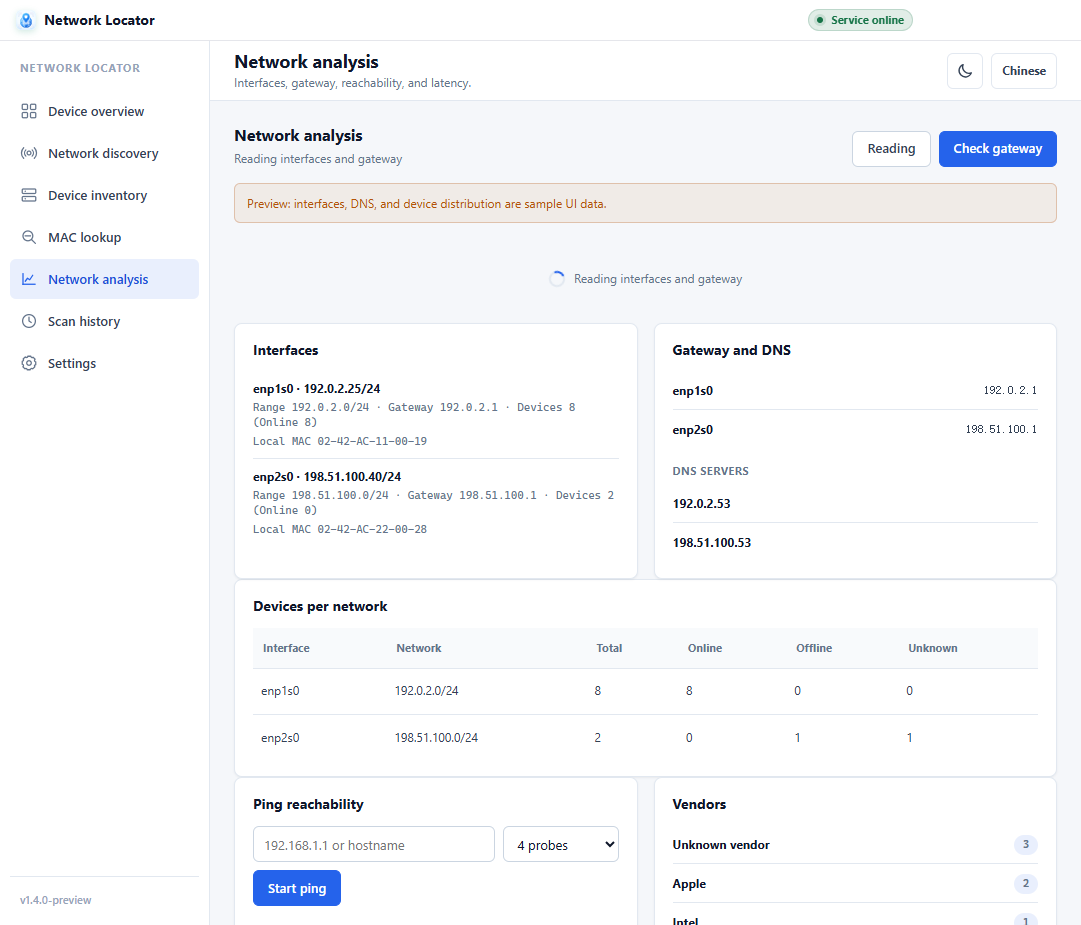 Network Locator
Service online
NETWORK LOCATOR
Device overview
Network discovery
Device inventory
MAC lookup
Network analysis
Scan history
Settings
v1.4.0-preview
Network analysis
Interfaces, gateway, reachability, and latency.
Chinese
Network analysis
Reading interfaces and gateway
Reading
Check gateway
Preview: interfaces, DNS, and device distribution are sample UI data.
Reading interfaces and gateway
Interfaces
enp1s0 · 192.0.2.25/24
Range 192.0.2.0/24 · Gateway 192.0.2.1 · Devices 8
(Online 8)
Local MAC 02-42-AC-11-00-19
enp2s0 · 198.51.100.40/24
Range 198.51.100.0/24 · Gateway 198.51.100.1 · Devices 2
(Online 0)
Local MAC 02-42-AC-22-00-28
Gateway and DNS
enp1s0 192.0.2.1
enp2s0 198.51.100.1
DNS SERVERS
192.0.2.53
198.51.100.53
Devices per network
Interface Network Total Online Offline Unknown
enp1s0 192.0.2.0/24 8 8 0 0
enp2s0 198.51.100.0/24 2 0 1 1
Ping reachability
192.168.1.1 or hostname
4 probes
Start ping
Vendors
Unknown vendor 3
Apple 2
Intel 1